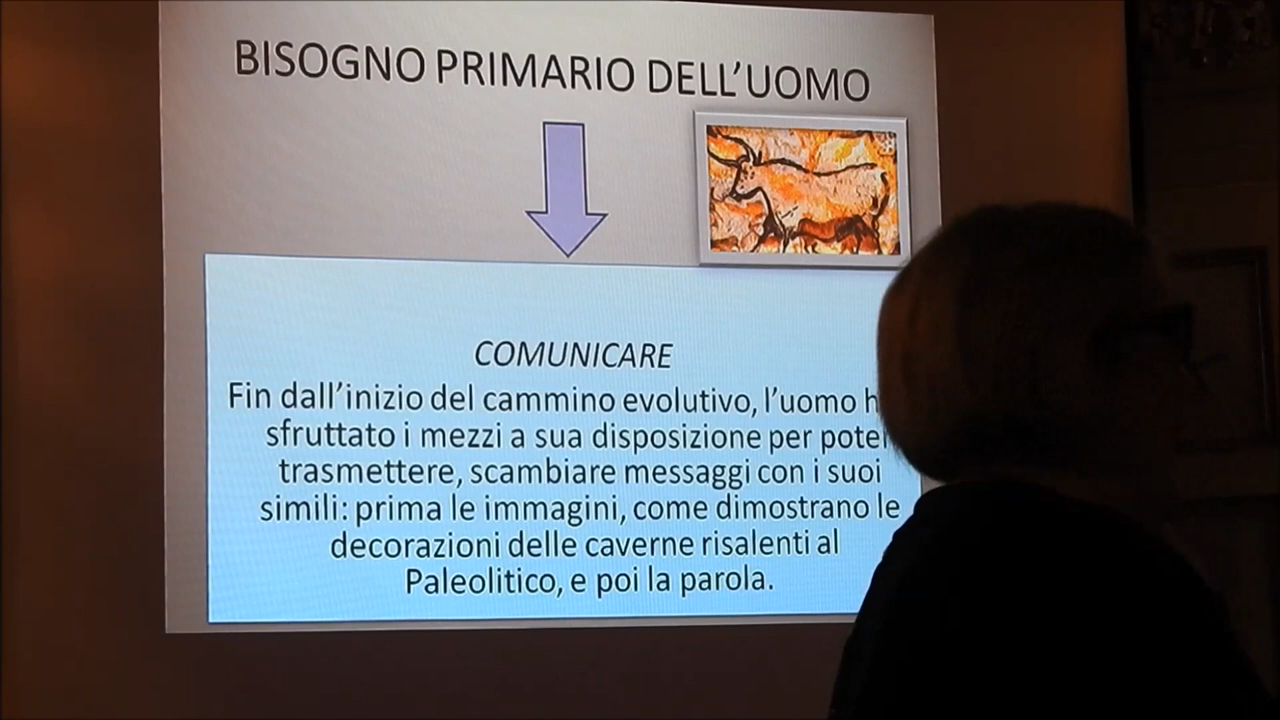 BISOGNO PRIMARIO DELL'UOMO
COMUNICARE
Fin dall'inizio del cammino evolutivo, l'uomo
sfruttato i mezzi a sua disposizione per poter
trasmettere, scambiare messaggi con i suoi
simili: prima le immagini, come dimostrano le
decorazioni delle caverne risalenti al
Paleolitico, e poi la parola.